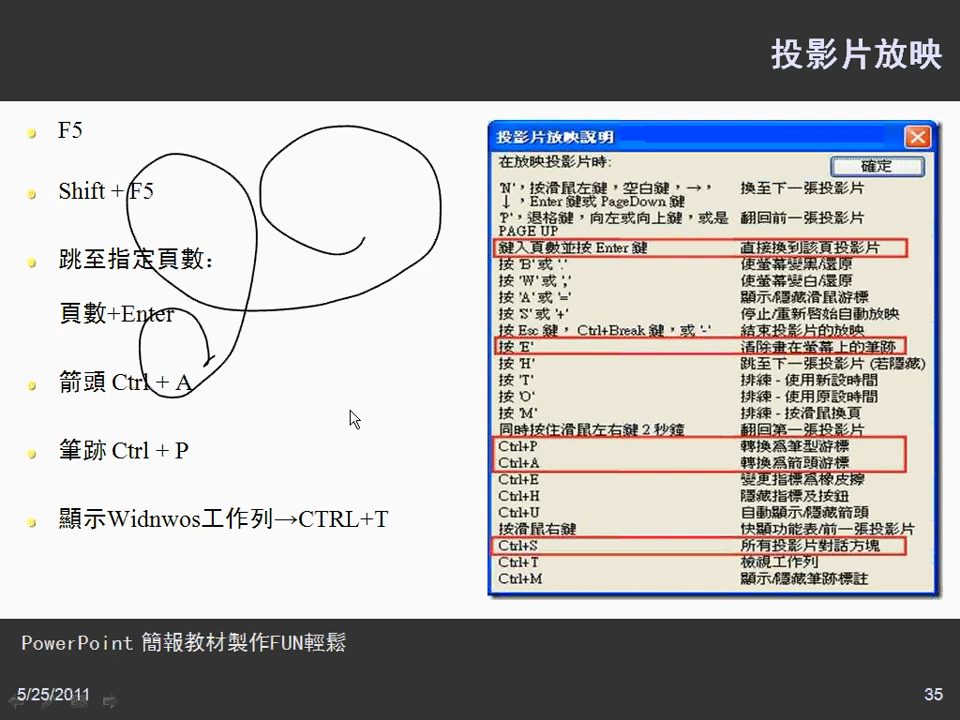 投影片放映
F5
Shift + F5
跳至指定頁數：
頁數+Enter
箭頭 Ctrl + A
筆跡 Ctrl + P
顯示Widnwos工作列→CTRL+T
投影片放映說明
在放映投影片時:
確定
'N'，按滑鼠左鍵，空白鍵，→，
↓，Enter 鍵或 PageDown 鍵
換至下一張投影片
'P'，退格鍵，向左或向上鍵，或是
PAGE UP
翻回前一張投影片
鍵入頁數並按 Enter 鍵 直接換到該頁投影片
按 'B' 或 '.' 使螢幕變黑/還原
按 'W' 或 ',' 使螢幕變白/還原
按 'A' 或 '=' 顯示/隱藏滑鼠游標
按 'S' 或 '+' 停止/重新啓始自動放映
按 Esc 鍵， Ctrl+Break 鍵，或 '-' 結束投影片的放映
按 'E' 清除畫在螢幕上的筆跡
按 'H' 跳至下一張投影片 (若隱藏)
按 'T' 排練 - 使用新設時間
按 'O' 排練 - 使用原設時間
按 'M' 排練 - 按滑鼠換頁
同時按住滑鼠左右鍵 2 秒鐘 翻回第一張投影片
Ctrl+P 轉換為筆型游標
Ctrl+A 轉換為箭頭游標
Ctrl+E 變更指標為橡皮擦
Ctrl+H 隱藏指標及按鈕
Ctrl+U 自動顯示/隱藏箭頭
按滑鼠右鍵 快顯功能表/前一張投影片
Ctrl+S 所有投影片對話方塊
Ctrl+T 檢視工作列
Ctrl+M 顯示/隱藏筆跡標註
PowerPoint 簡報教材製作FUN輕鬆
5/25/2011
35